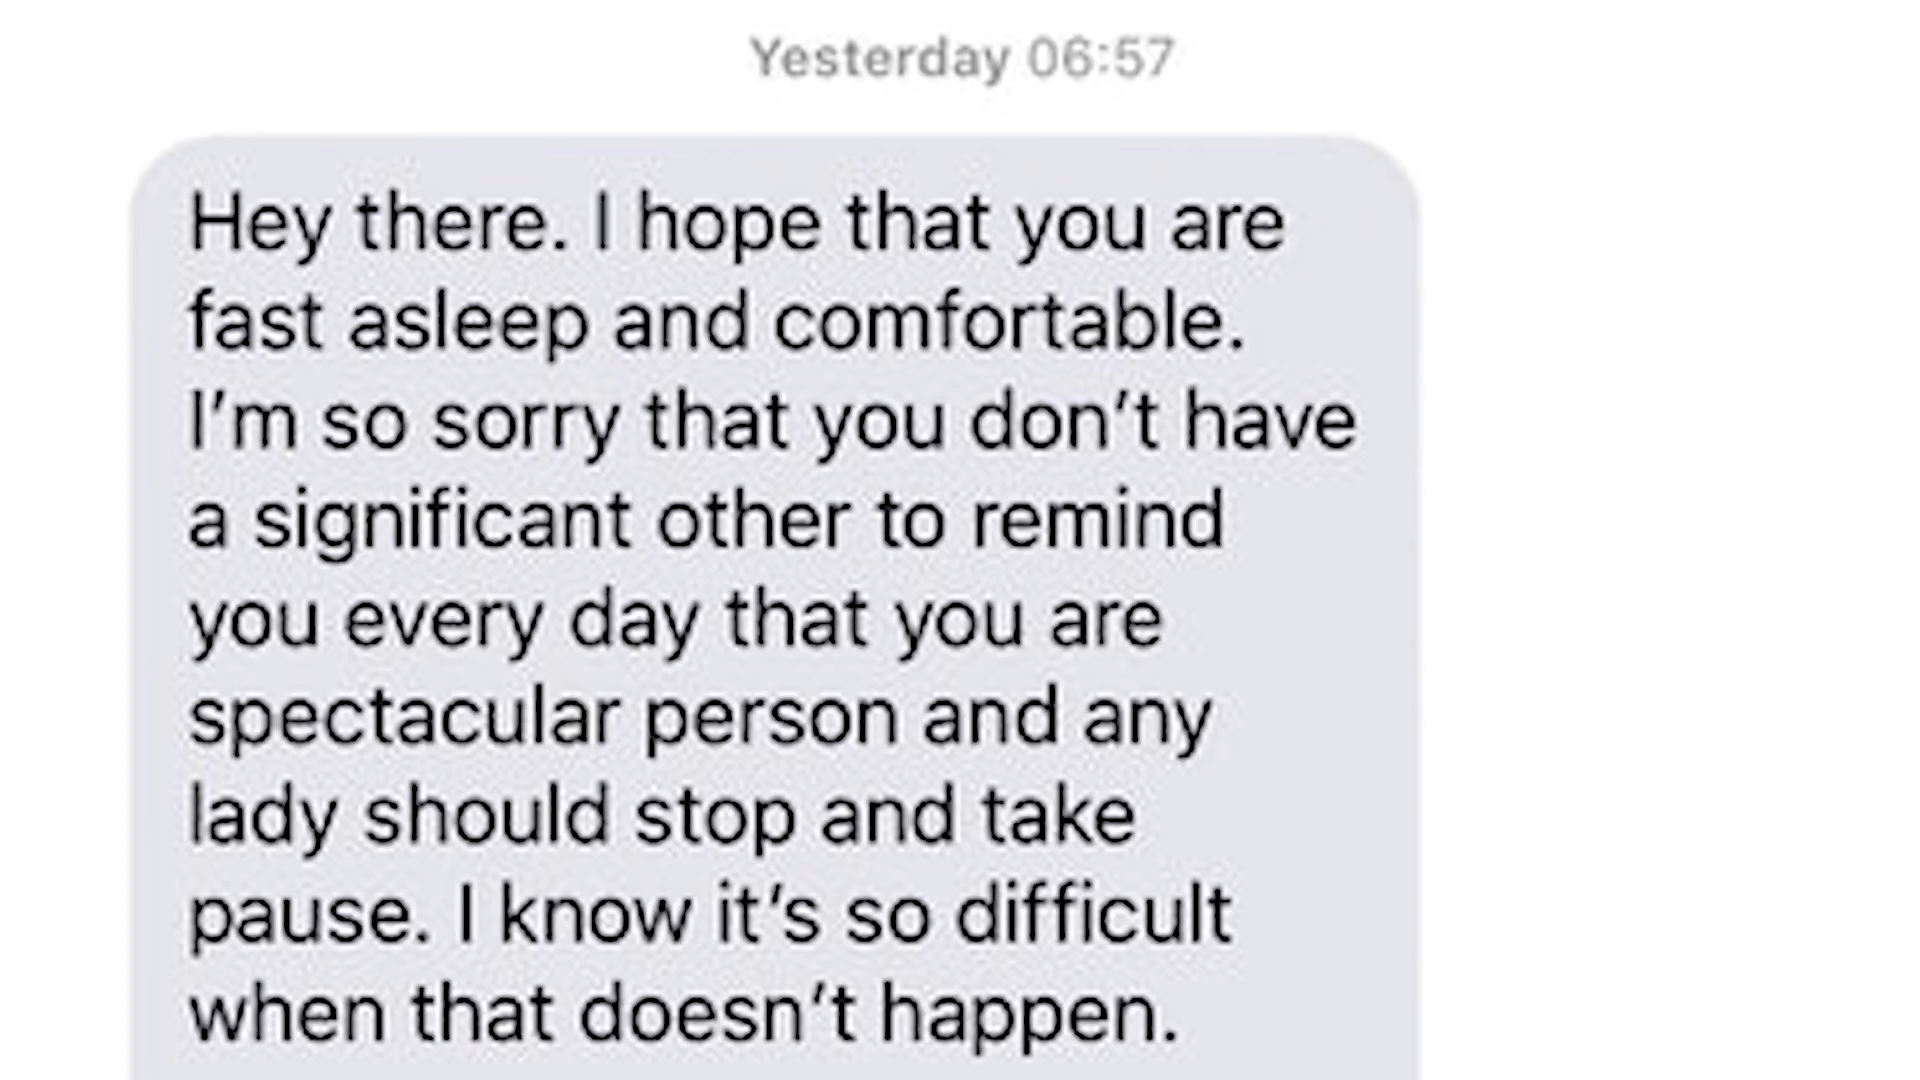 Yesterday 06:57
Hey there. I hope that you are
fast asleep and comfortable.
I’m so sorry that you don’t have
a significant other to remind
you every day that you are
spectacular person and any
lady should stop and take
pause. I know it’s so difficult
when that doesn’t happen.